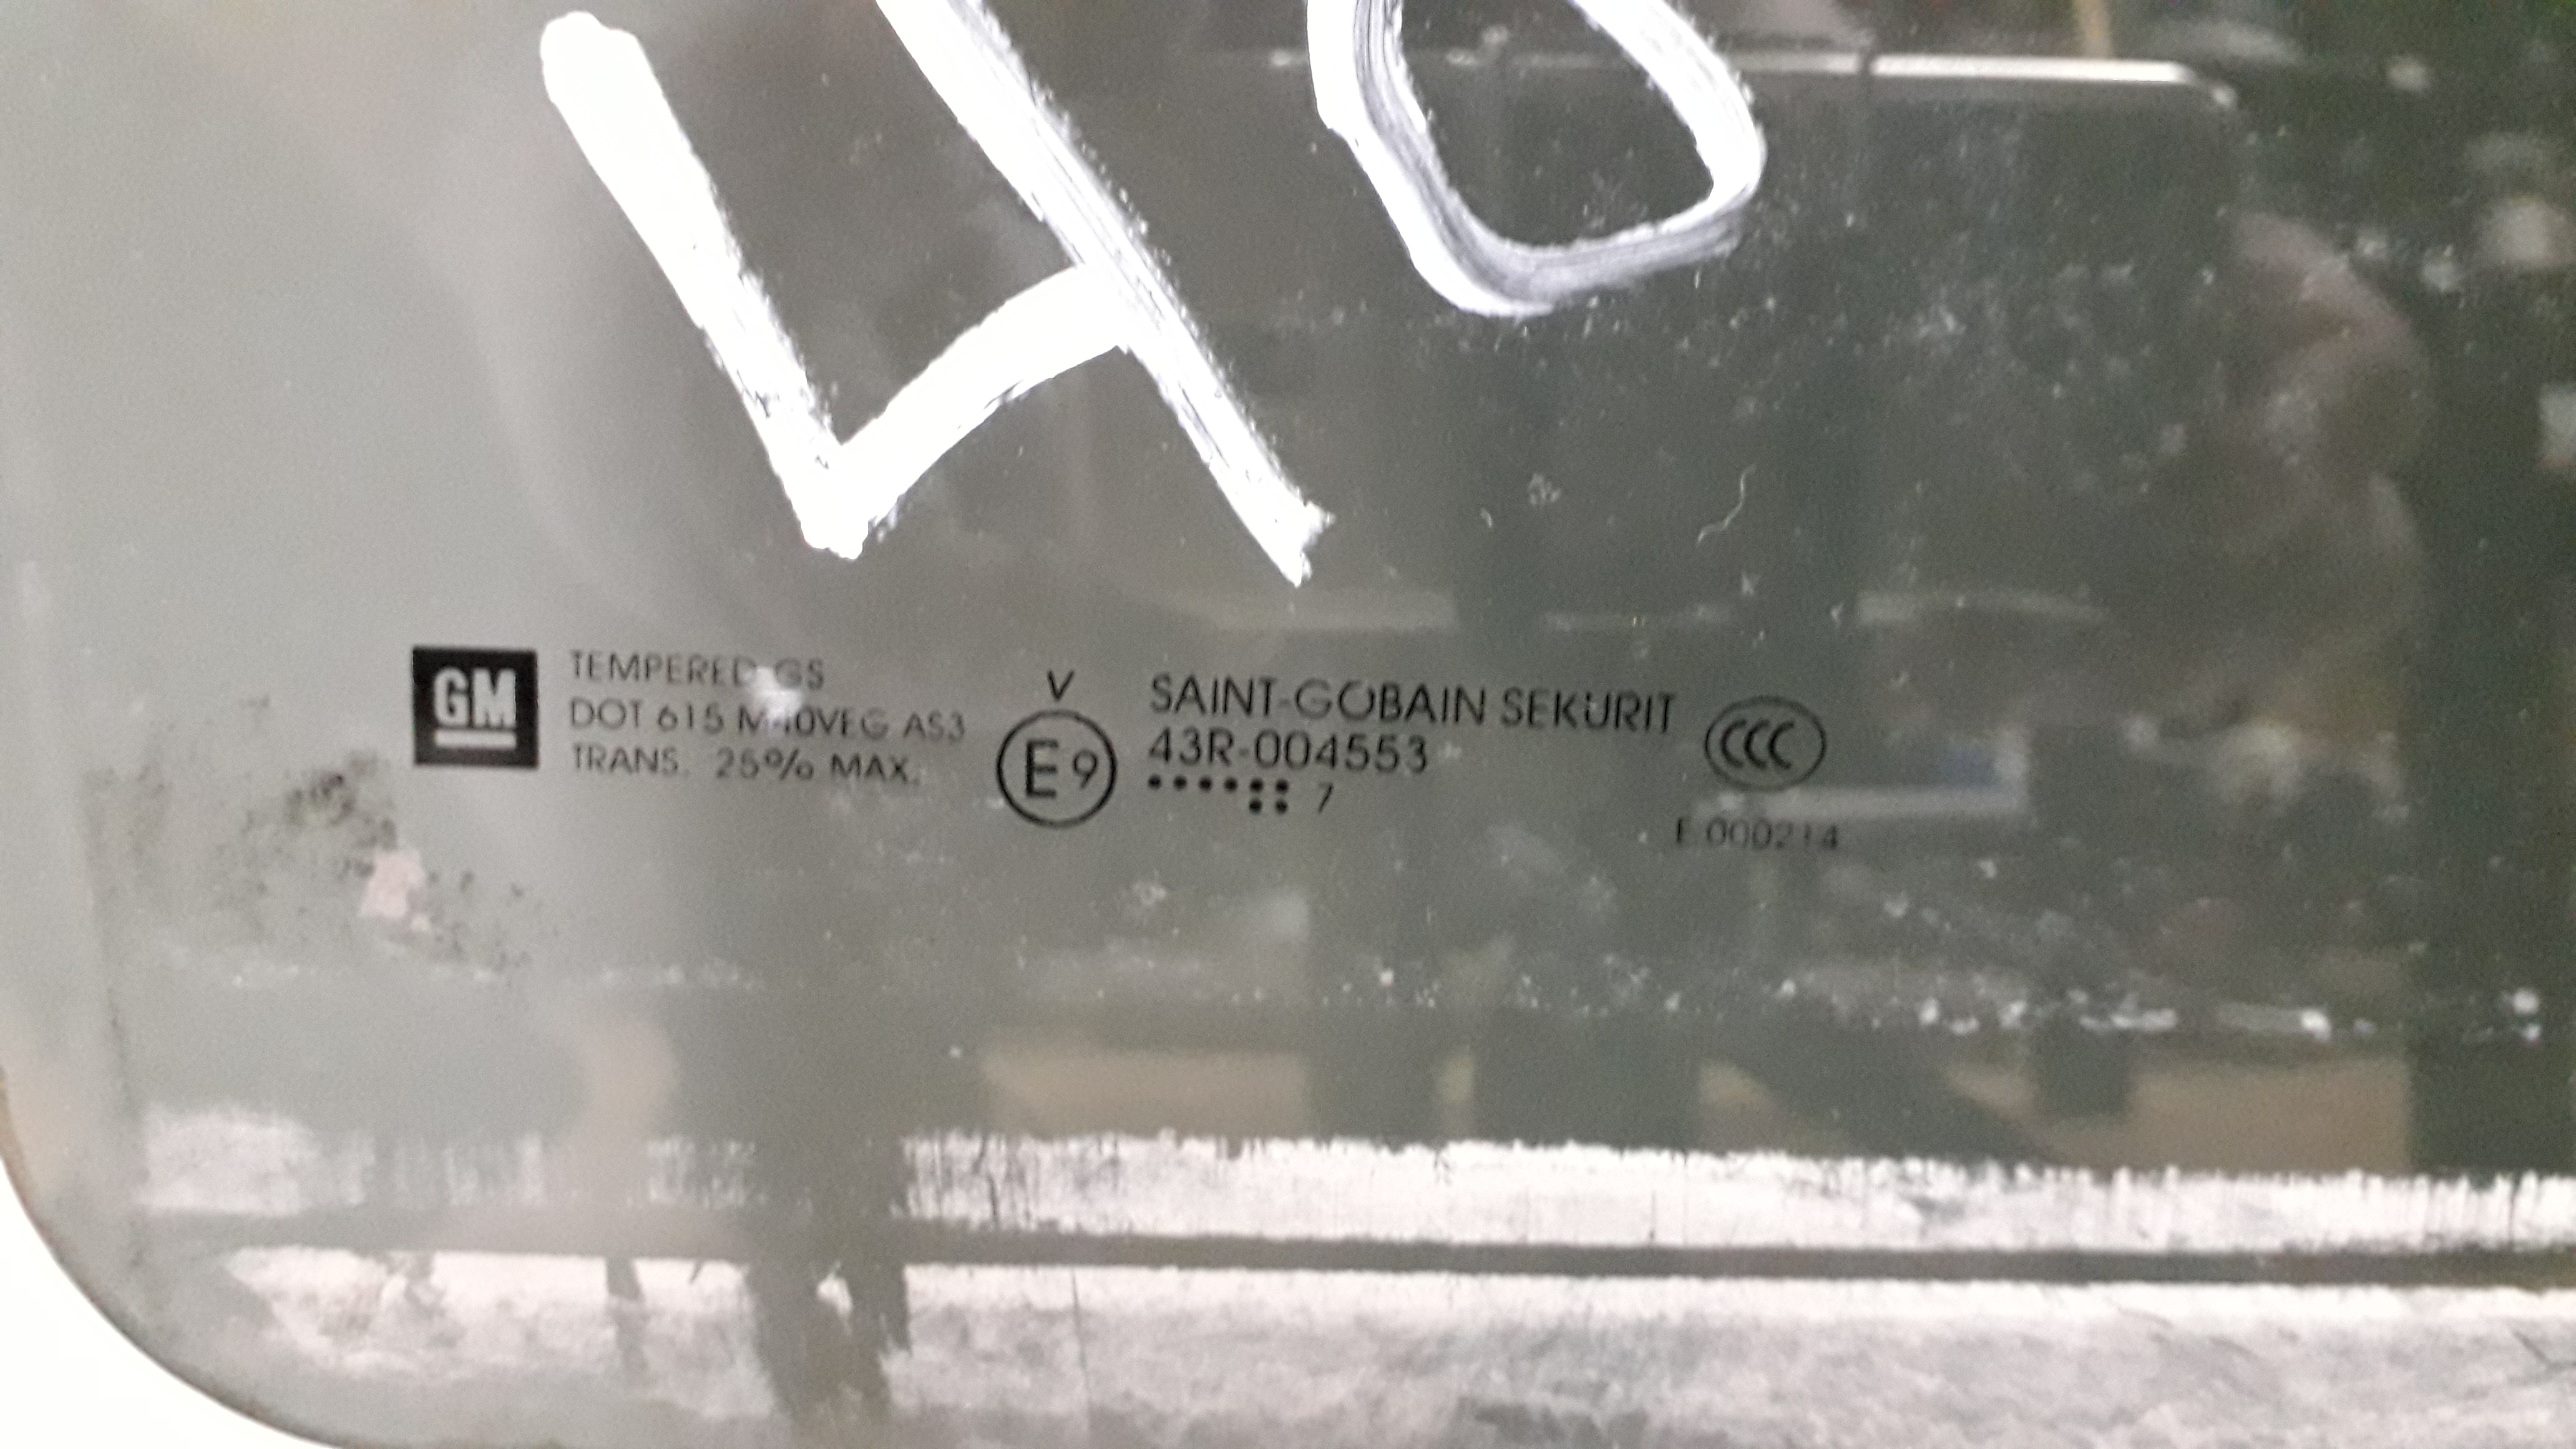 40
GM
TEMPERED GS
DOT 615 M40VEG AS3
TRANS. 25% MAX.
V
E9
SAINT-GOBAIN SEKURIT
43R-004553
7
CCC
E 000214